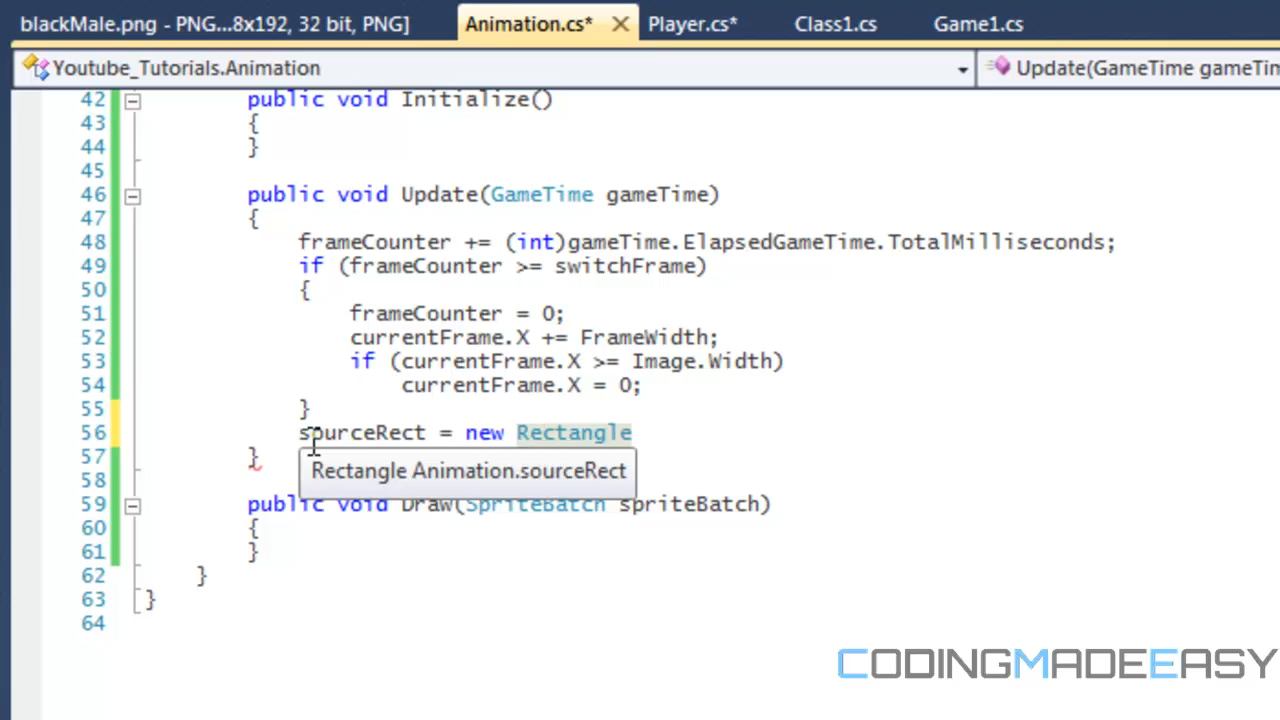 blackMale.png - PNG...8x192, 32 bit, PNG] Animation.cs* Player.cs* Class1.cs Game1.cs
Youtube_Tutorials.Animation Update(GameTime gameTim
42 public void Initialize()
43 {
44 }
45
46 public void Update(GameTime gameTime)
47 {
48 frameCounter += (int)gameTime.ElapsedGameTime.TotalMilliseconds;
49 if (frameCounter >= switchFrame)
50 {
51 frameCounter = 0;
52 currentFrame.X += FrameWidth;
53 if (currentFrame.X >= Image.Width)
54 currentFrame.X = 0;
55 }
56 sourceRect = new Rectangle
57 }
Rectangle Animation.sourceRect
58
59 public void Draw(SpriteBatch spriteBatch)
60 {
61 }
62 }
63 }
64
CODINGMADEEASY